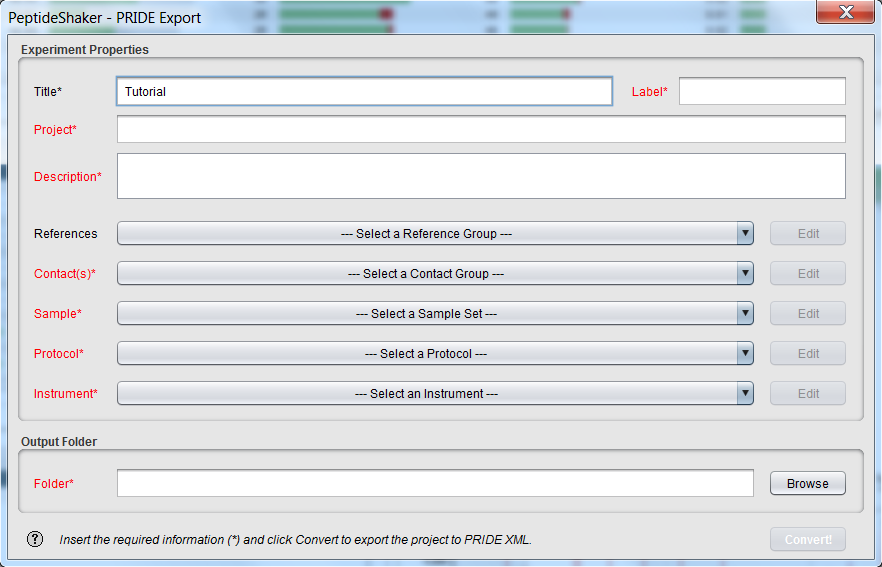 PeptideShaker - PRIDE Export
Experiment Properties
Title* Tutorial Label*
Project*
Description*
References --- Select a Reference Group --- Edit
Contact(s)* --- Select a Contact Group --- Edit
Sample* --- Select a Sample Set --- Edit
Protocol* --- Select a Protocol --- Edit
Instrument* --- Select an Instrument --- Edit
Output Folder
Folder* Browse
? Insert the required information (*) and click Convert to export the project to PRIDE XML. Convert!